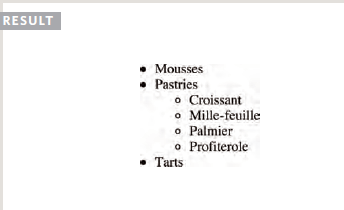 RESULT
• Mousses
• Pastries
◦ Croissant
◦ Mille-feuille
◦ Palmier
◦ Profiterole
• Tarts